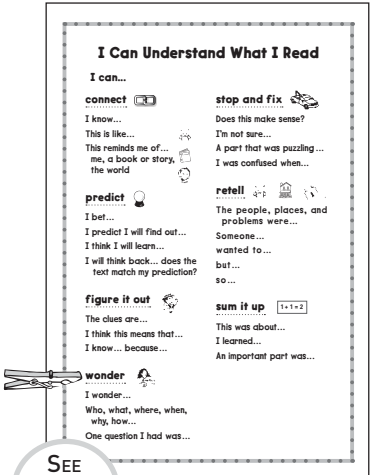 I Can Understand What I Read
I can...
connect
I know...
This is like...
This reminds me of...
me, a book or story,
the world
predict
I bet...
I predict I will find out...
I think I will learn...
I will think back... does the
text match my prediction?
figure it out
The clues are...
I think this means that...
I know... because...
wonder
I wonder...
Who, what, where, when,
why, how...
One question I had was...
stop and fix
Does this make sense?
I'm not sure...
A part that was puzzling...
I was confused when...
retell
The people, places, and
problems were...
Someone...
wanted to...
but...
so...
sum it up
1+1=2
This was about...
I learned...
An important part was...
SEE